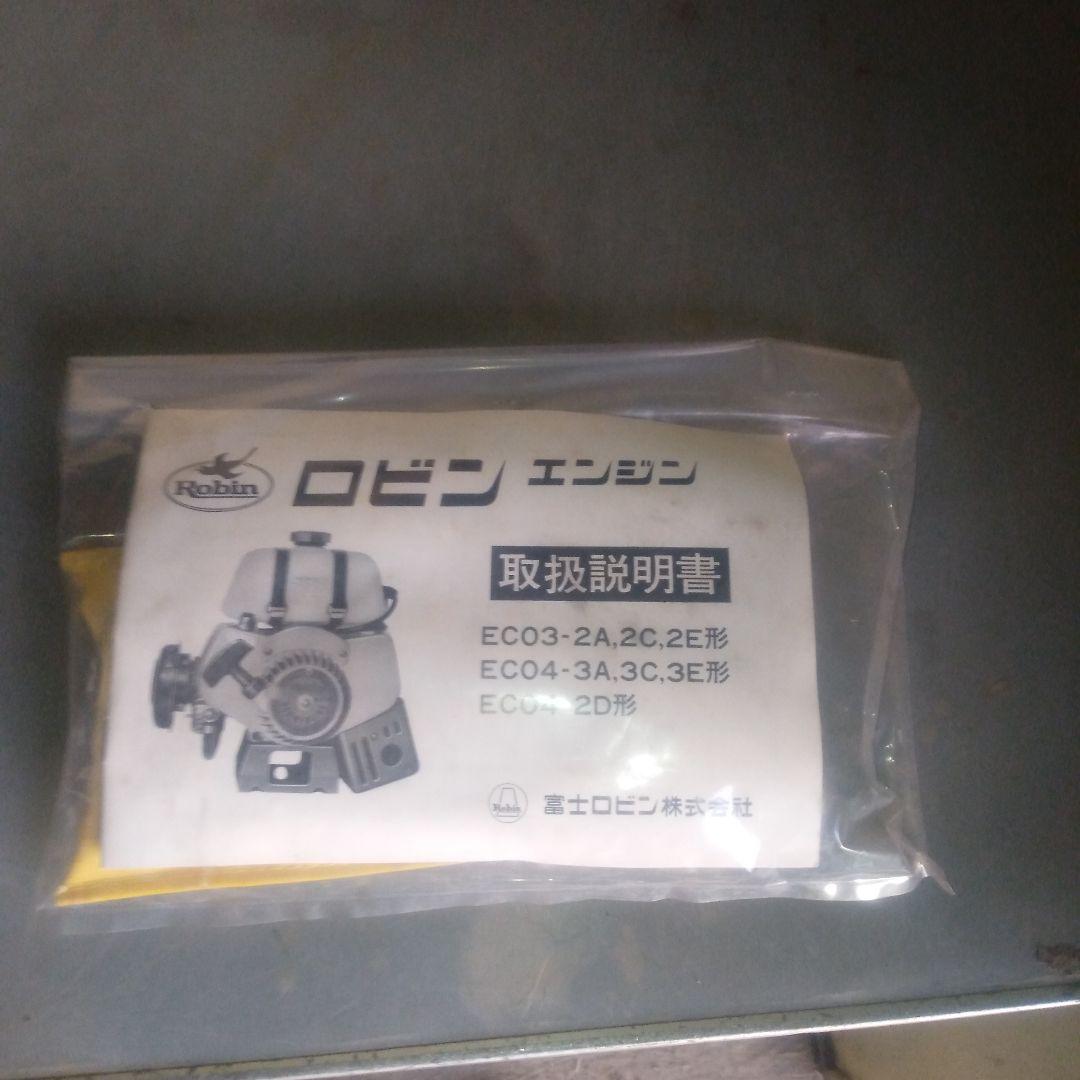 Robin ロビン エンジン
取扱説明書
EC03-2A,2C,2E形
EC04-3A,3C,3E形
EC04-2D形
Robin 富士ロビン株式会社